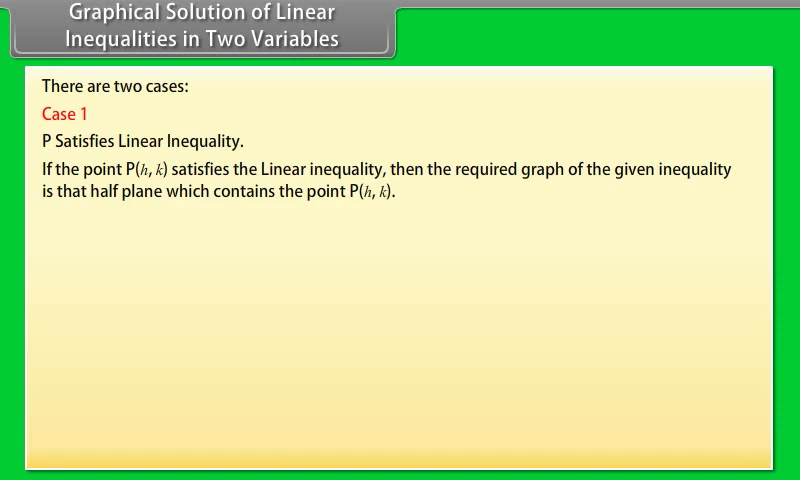 Graphical Solution of Linear
Inequalities in Two Variables
There are two cases:
Case 1
P Satisfies Linear Inequality.
If the point P(h, k) satisfies the Linear inequality, then the required graph of the given inequality
is that half plane which contains the point P(h, k).